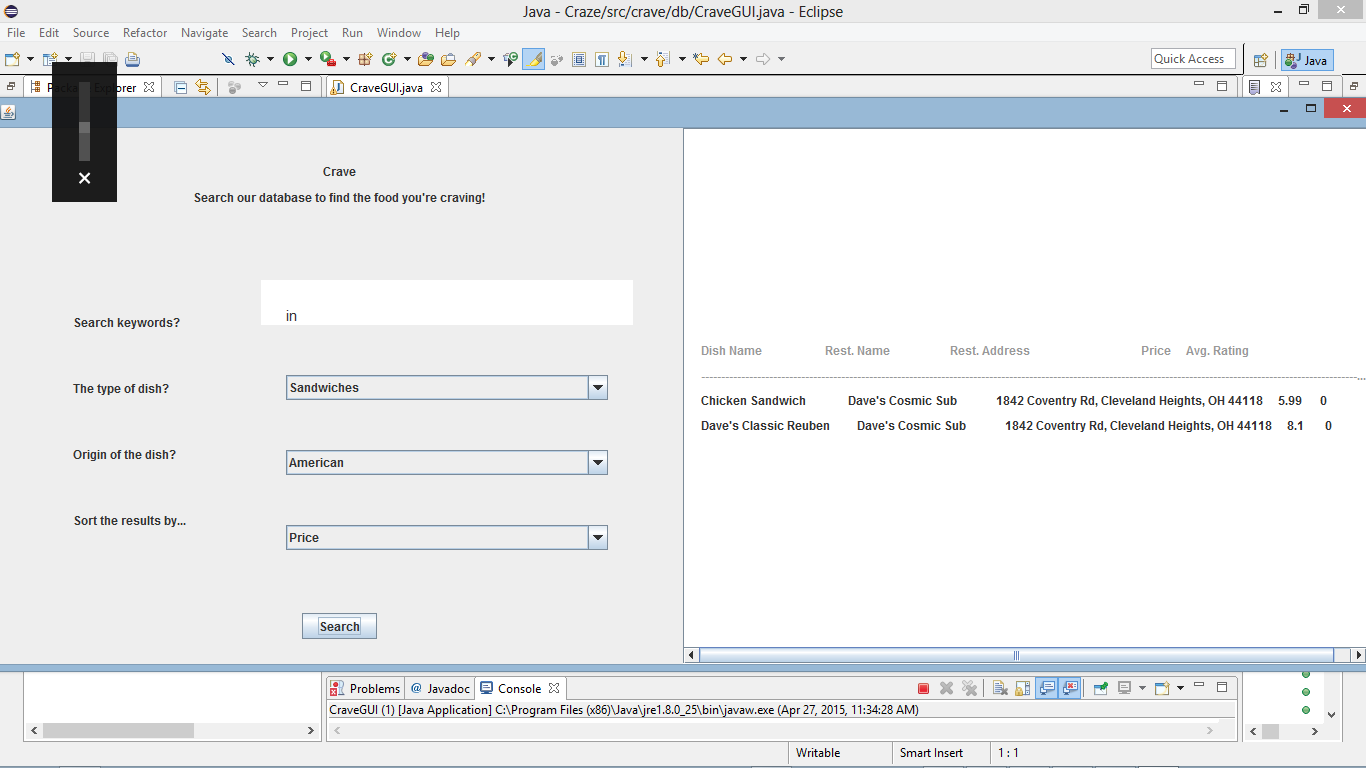 Java - Craze/src/crave/db/CraveGUI.java - Eclipse
File Edit Source Refactor Navigate Search Project Run Window Help
Quick Access
Java
Explorer
CraveGUI.java
Crave
Search our database to find the food you're craving!
Search keywords?
in
The type of dish?
Sandwiches
Origin of the dish?
American
Sort the results by...
Price
Search
Dish Name Rest. Name Rest. Address Price Avg. Rating
Chicken Sandwich Dave's Cosmic Sub 1842 Coventry Rd, Cleveland Heights, OH 44118 5.99 0
Dave's Classic Reuben Dave's Cosmic Sub 1842 Coventry Rd, Cleveland Heights, OH 44118 8.1 0
Problems @ Javadoc Console
CraveGUI (1) [Java Application] C:\Program Files (x86)\Java\jre1.8.0_25\bin\javaw.exe (Apr 27, 2015, 11:34:28 AM)
Writable Smart Insert 1 : 1